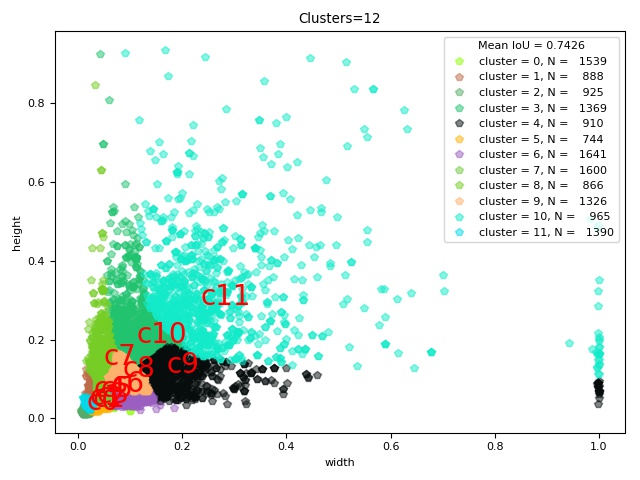 Clusters=12
Mean IoU = 0.7426
cluster = 0, N = 1539
cluster = 1, N = 888
cluster = 2, N = 925
cluster = 3, N = 1369
cluster = 4, N = 910
cluster = 5, N = 744
cluster = 6, N = 1641
cluster = 7, N = 1600
cluster = 8, N = 866
cluster = 9, N = 1326
cluster = 10, N = 965
cluster = 11, N = 1390
height
0.8
0.6
0.4
0.2
0.0
c11
c10
c7
c8
c9
0.0 0.2 0.4 0.6 0.8 1.0
width